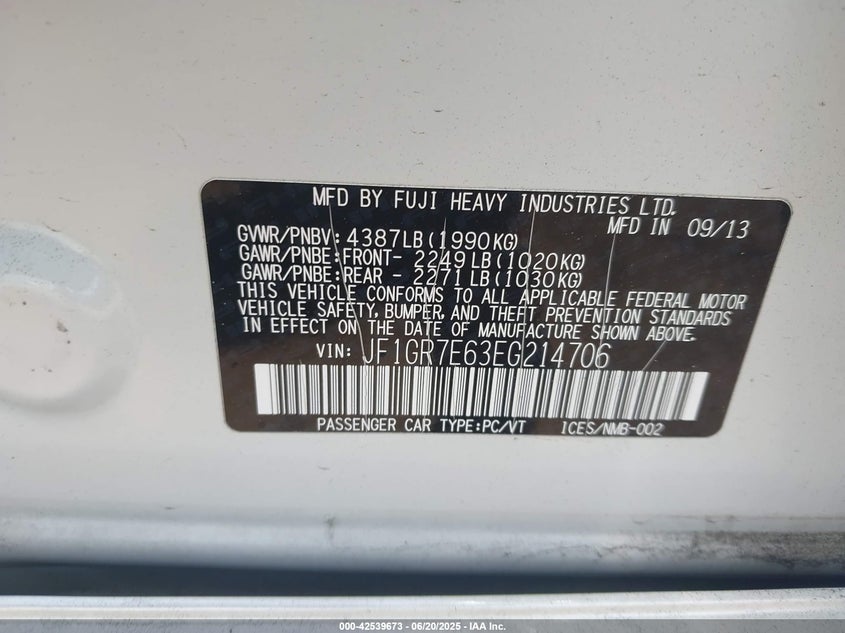 MFD BY FUJI HEAVY INDUSTRIES LTD.
MFD IN 09/13
GVWR/PNBV: 4387LB(1990KG)
GAWR/PNBE:FRONT- 2249LB(1020KG)
GAWR/PNBE:REAR - 2271LB(1030KG)
THIS VEHICLE CONFORMS TO ALL APPLICABLE FEDERAL MOTOR
VEHICLE SAFETY, BUMPER, AND THEFT PREVENTION STANDARDS
IN EFFECT ON THE DATE OF MANUFACTURE SHOWN ABOVE.
VIN: JF1GR7E63EG214706
PASSENGER CAR TYPE:PC/VT ICES/NMB-002
000-42539673 / 06/20/2025 - IAA Inc.